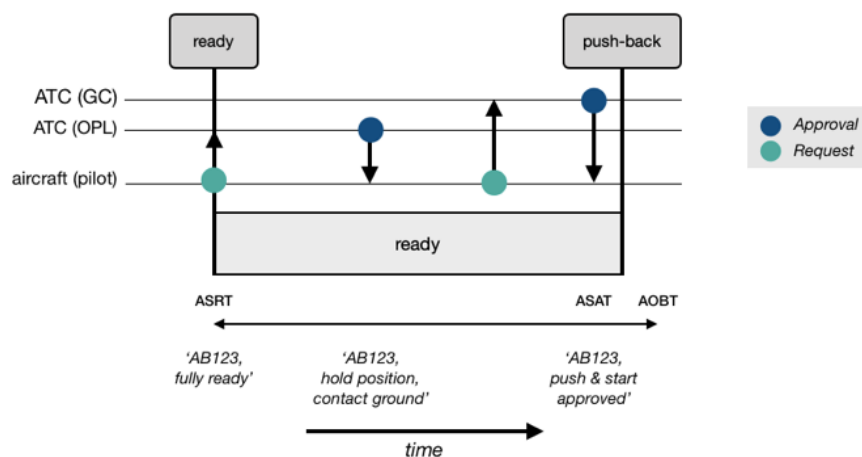 ready
push-back
ATC (GC)
ATC (OPL)
aircraft (pilot)
Approval
Request
ready
ASRT
ASAT
AOBT
‘AB123,
fully ready’
‘AB123,
hold position,
contact ground’
‘AB123,
push & start
approved’
time